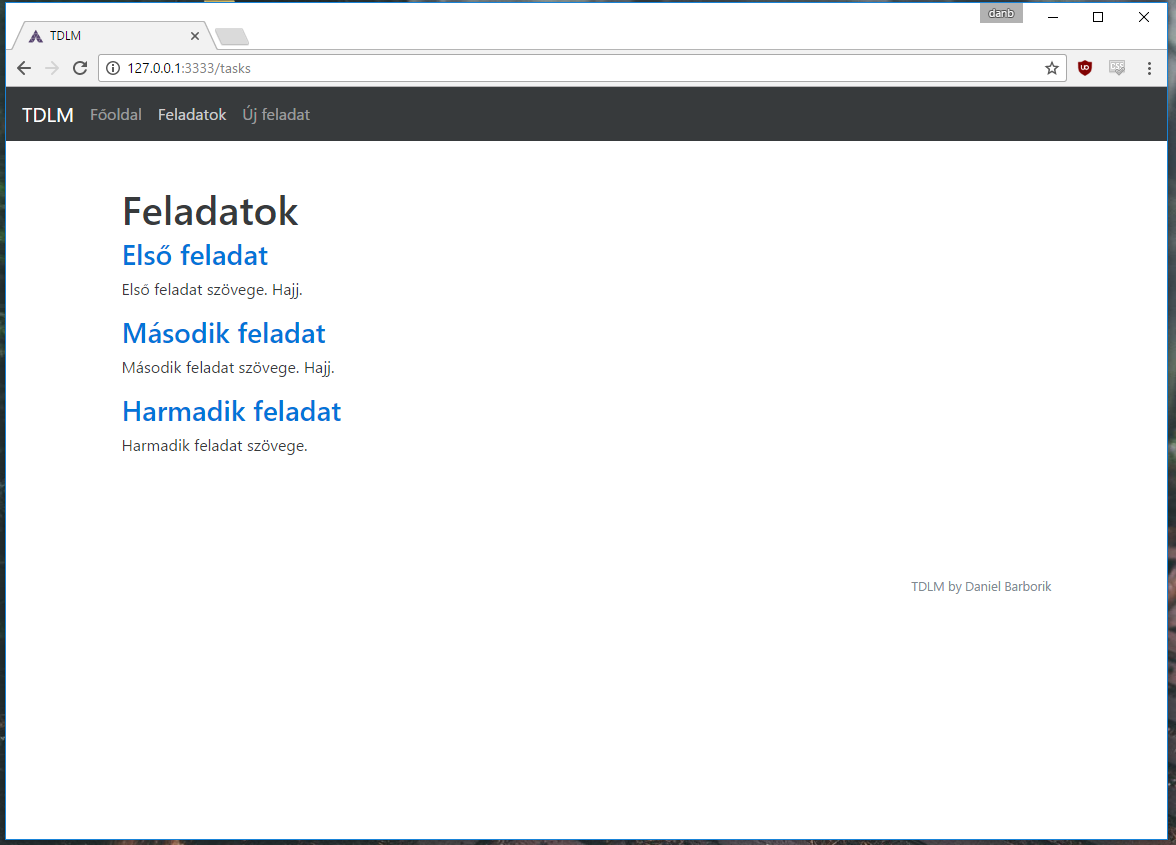 danb
TDLM
127.0.0.1:3333/tasks
TDLM Főoldal Feladatok Új feladat
Feladatok
Első feladat
Első feladat szövege. Hajj.
Második feladat
Második feladat szövege. Hajj.
Harmadik feladat
Harmadik feladat szövege.
TDLM by Daniel Barborik